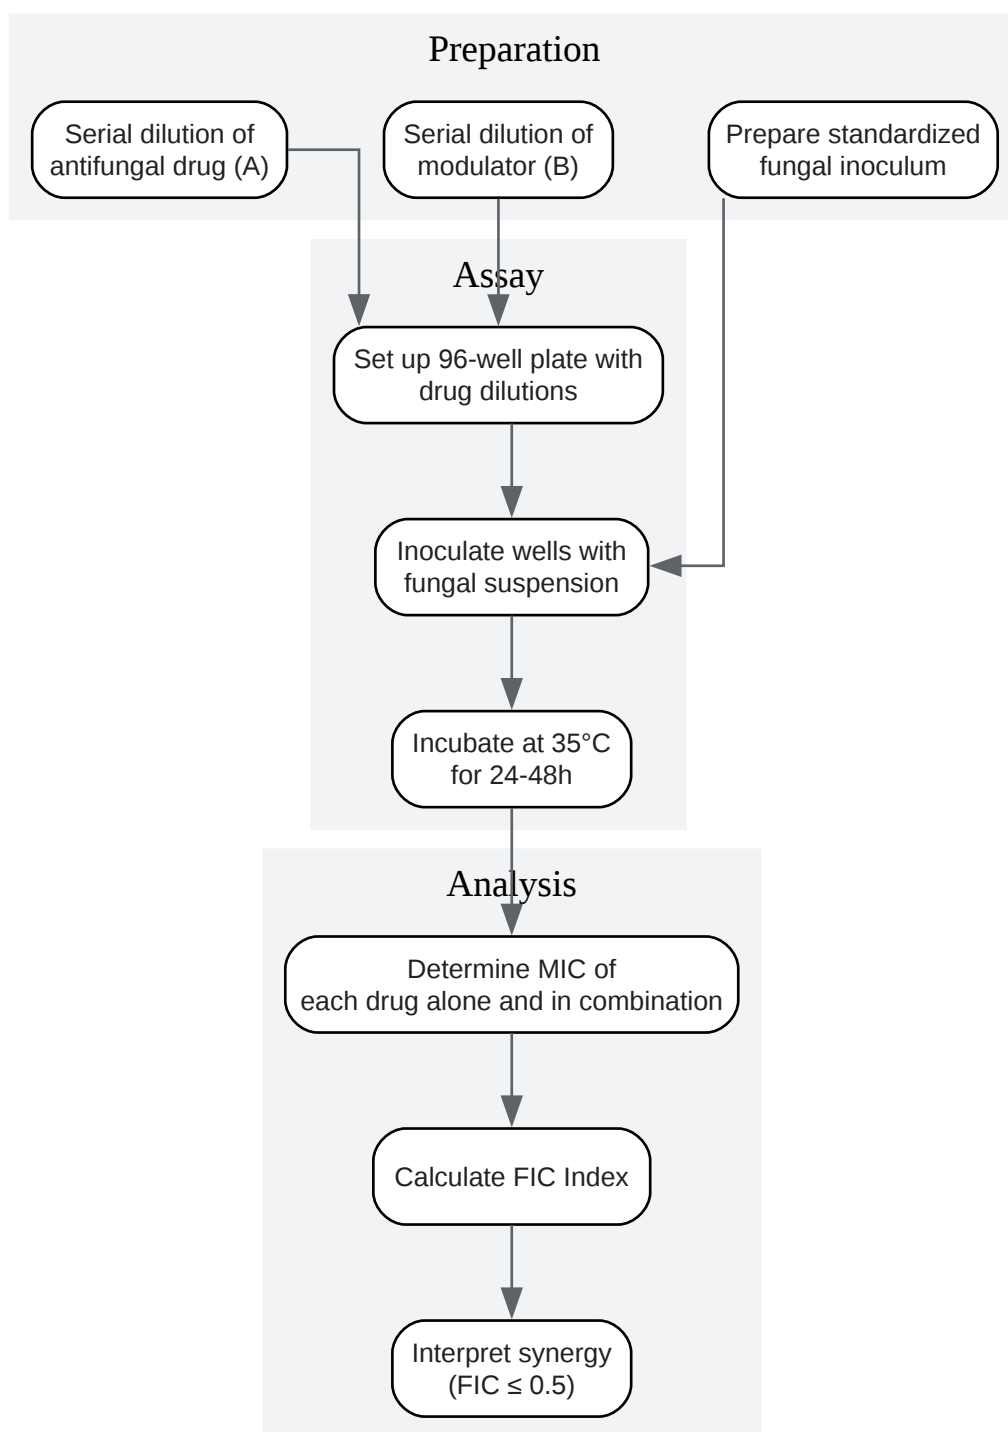 Preparation
Serial dilution of
antifungal drug (A)
Serial dilution of
modulator (B)
Prepare standardized
fungal inoculum
Assay
Set up 96-well plate with
drug dilutions
Inoculate wells with
fungal suspension
Incubate at 35°C
for 24-48h
Analysis
Determine MIC of
each drug alone and in combination
Calculate FIC Index
Interpret synergy
(FIC ≤ 0.5)